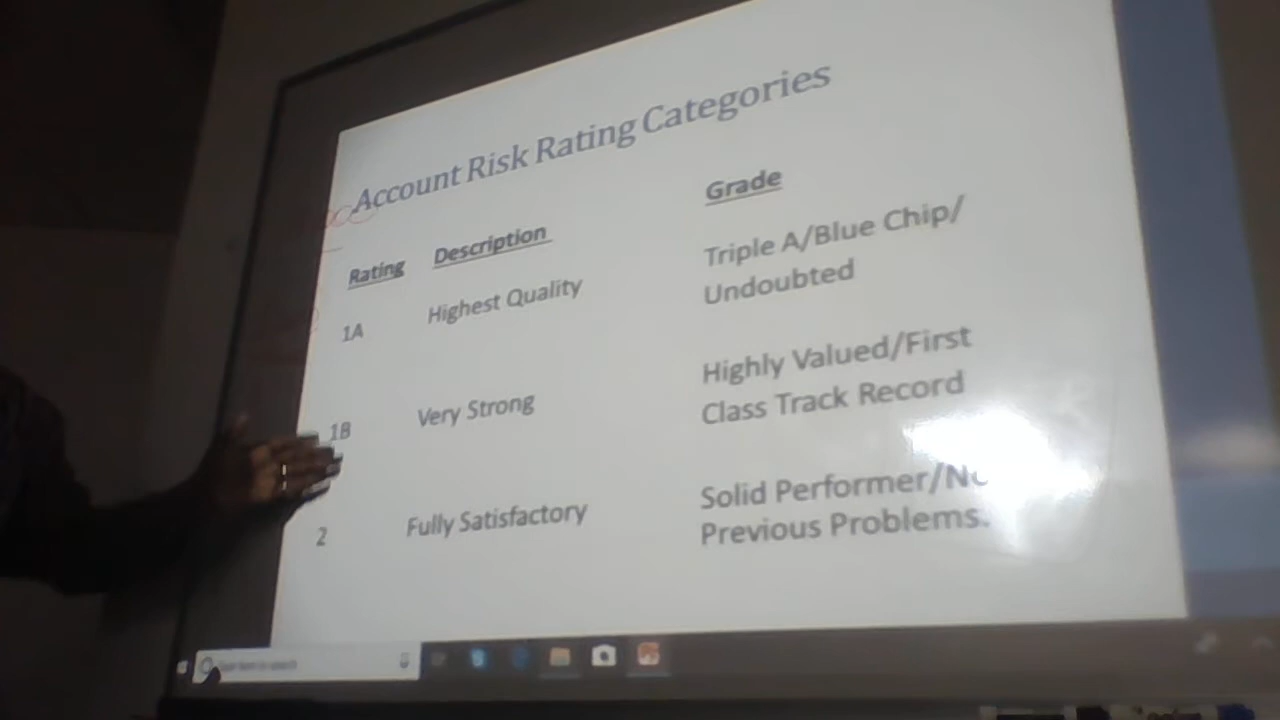 Account Risk Rating Categories
Rating Description Grade
1A Highest Quality Triple A/Blue Chip/
Undoubted
1B Very Strong Highly Valued/First
Class Track Record
2 Fully Satisfactory Solid Performer/No
Previous Problems.